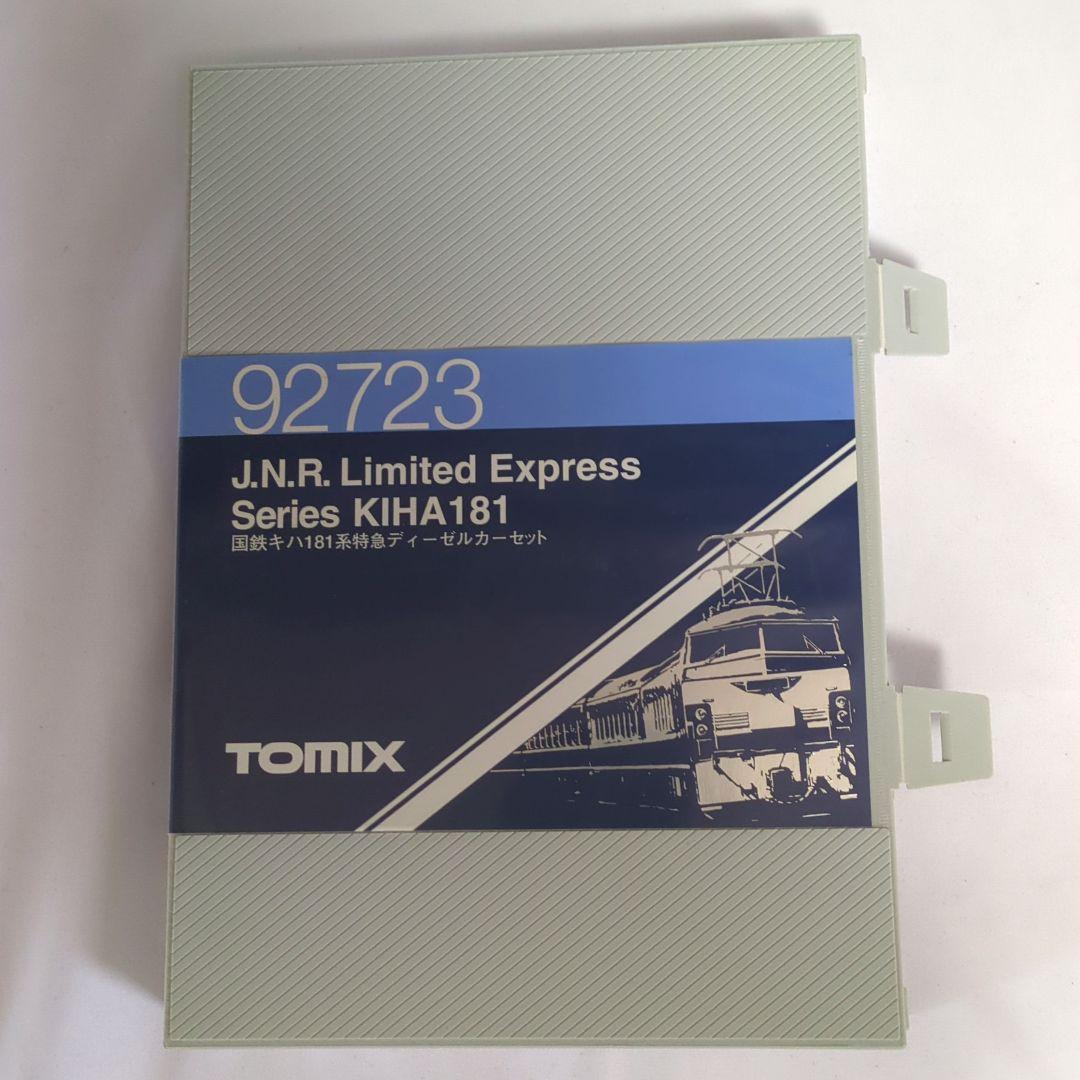 92723
J.N.R. Limited Express
Series KIHA181
国鉄キハ181系特急ディーゼルカーセット
TOMIX